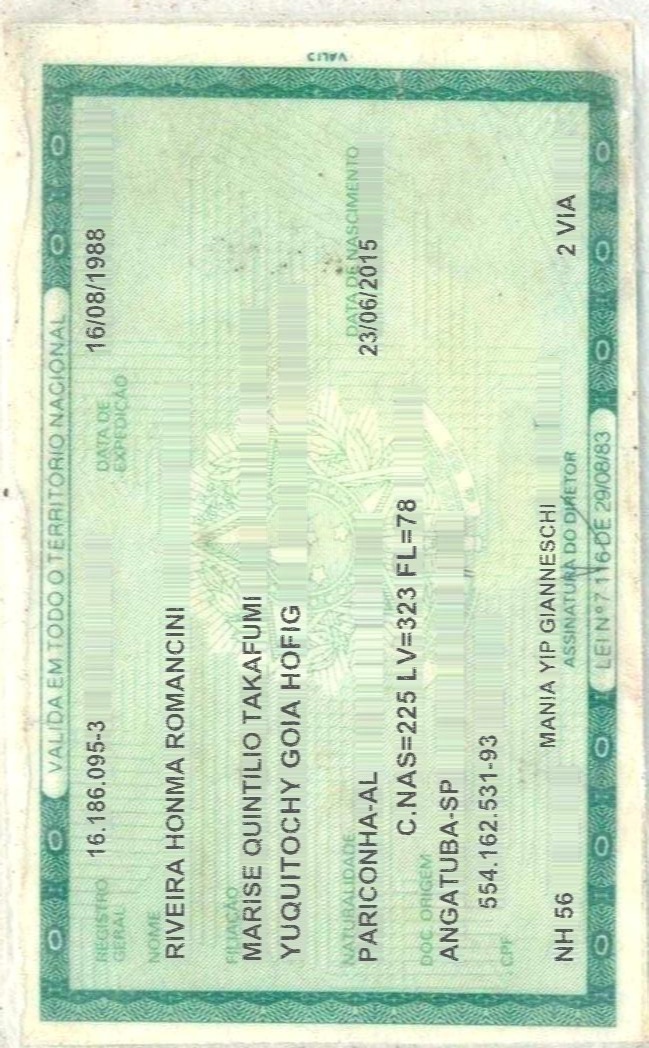 VALIDA EM TODO O TERRITORIO NACIONAL
REGISTRO GERAL 16.186.095-3 DATA DE EXPEDIÇÃO 16/08/1988
NOME
RIVEIRA HONMA ROMANCINI
FILIAÇÃO
MARISE QUINTILIO TAKAFUMI
YUQUITOCHY GOIA HOFIG
NATURALIDADE DATA DE NASCIMENTO
PARICONHA-AL 23/06/2015
DOC. ORIGEM C.NAS=225 LV=323 FL=78
ANGATUBA-SP
CPF 554.162.531-93
NH 56 MANIA YIP GIANNESCHI 2 VIA
ASSINATURA DO DIRETOR
LEI Nº 7 116 DE 29/08/83